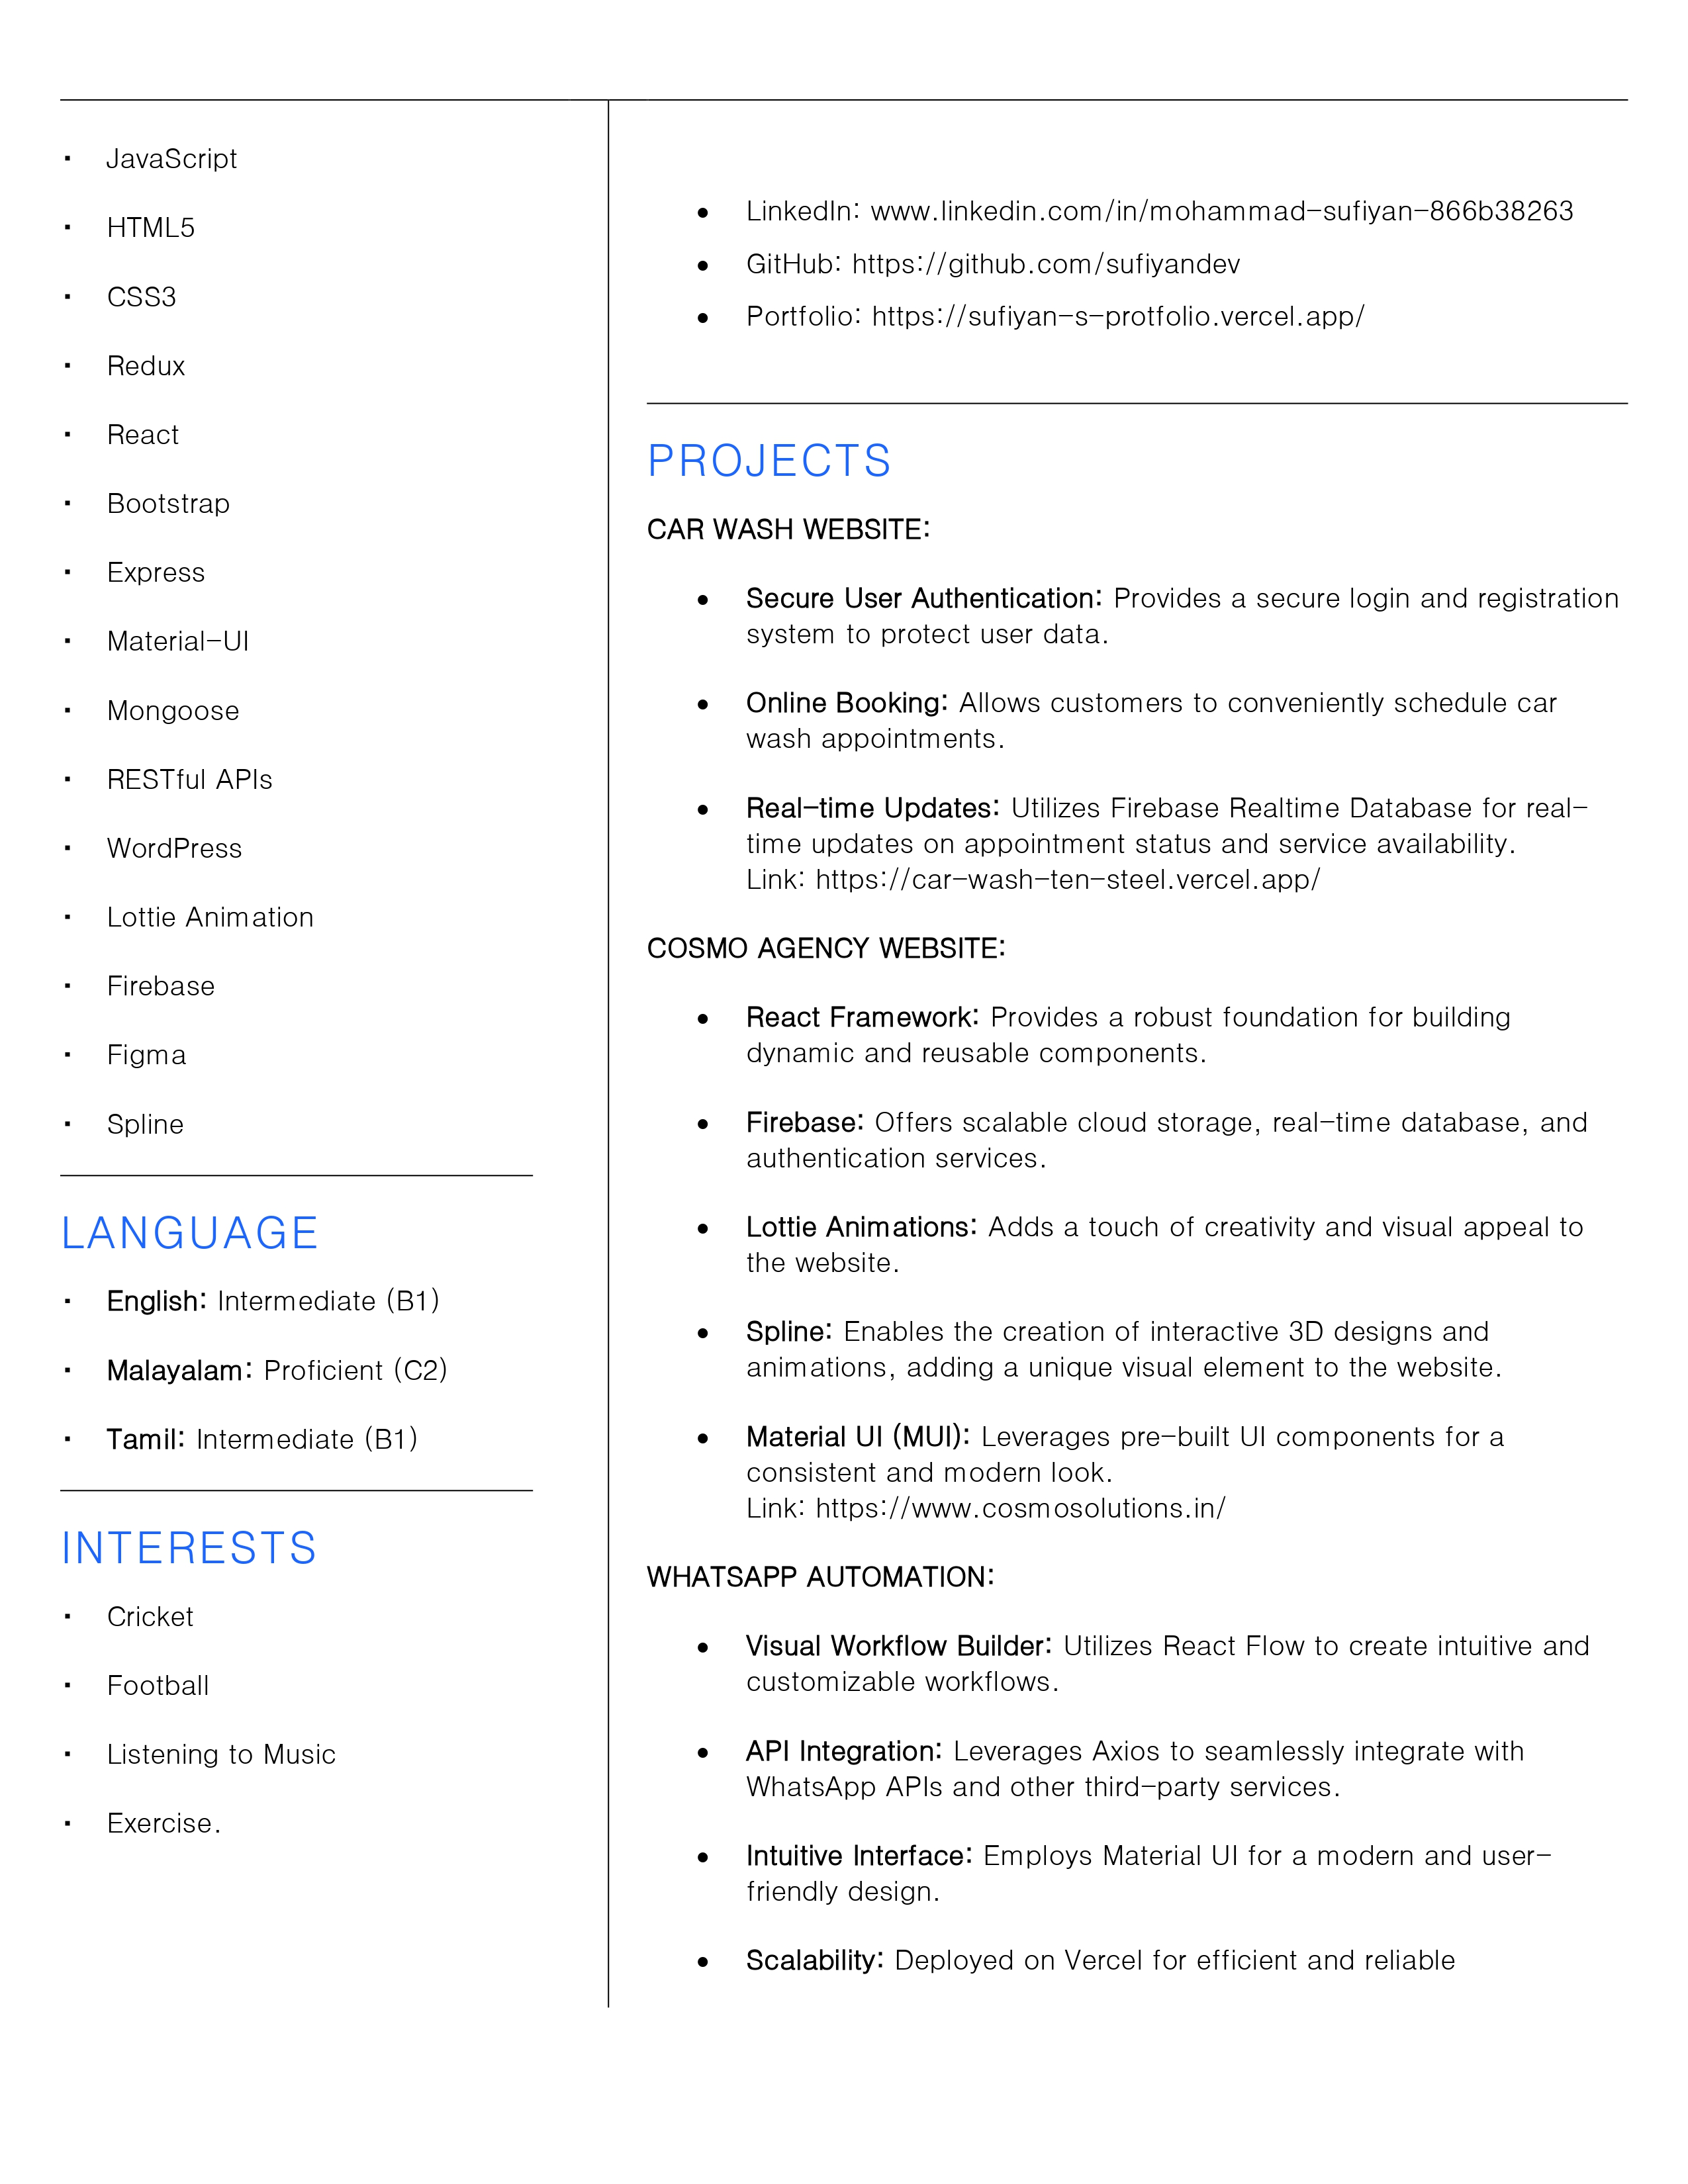 JavaScript
HTML5
CSS3
Redux
React
Bootstrap
Express
Material-UI
Mongoose
RESTful APIs
WordPress
Lottie Animation
Firebase
Figma
Spline
LANGUAGE
English: Intermediate (B1)
Malayalam: Proficient (C2)
Tamil: Intermediate (B1)
INTERESTS
Cricket
Football
Listening to Music
Exercise.
LinkedIn: www.linkedin.com/in/mohammad-sufiyan-866b38263
GitHub: https://github.com/sufiyandev
Portfolio: https://sufiyan-s-protfolio.vercel.app/
PROJECTS
CAR WASH WEBSITE:
Secure User Authentication: Provides a secure login and registration
system to protect user data.
Online Booking: Allows customers to conveniently schedule car
wash appointments.
Real-time Updates: Utilizes Firebase Realtime Database for real-
time updates on appointment status and service availability.
Link: https://car-wash-ten-steel.vercel.app/
COSMO AGENCY WEBSITE:
React Framework: Provides a robust foundation for building
dynamic and reusable components.
Firebase: Offers scalable cloud storage, real-time database, and
authentication services.
Lottie Animations: Adds a touch of creativity and visual appeal to
the website.
Spline: Enables the creation of interactive 3D designs and
animations, adding a unique visual element to the website.
Material UI (MUI): Leverages pre-built UI components for a
consistent and modern look.
Link: https://www.cosmosolutions.in/
WHATSAPP AUTOMATION:
Visual Workflow Builder: Utilizes React Flow to create intuitive and
customizable workflows.
API Integration: Leverages Axios to seamlessly integrate with
WhatsApp APIs and other third-party services.
Intuitive Interface: Employs Material UI for a modern and user-
friendly design.
Scalability: Deployed on Vercel for efficient and reliable